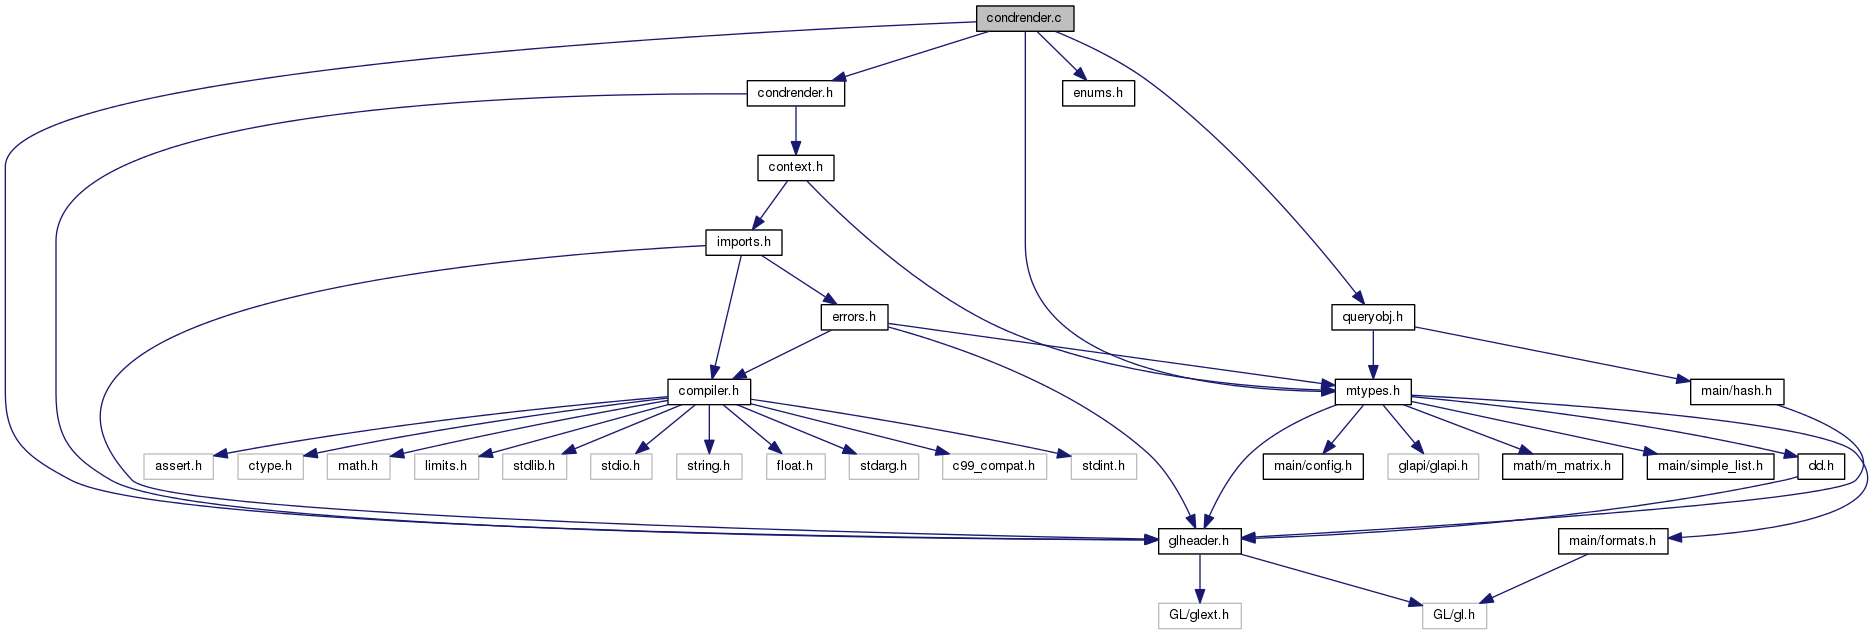 condrender.c
condrender.h
enums.h
context.h
imports.h
errors.h
queryobj.h
compiler.h
mtypes.h
main/hash.h
assert.h
ctype.h
math.h
limits.h
stdlib.h
stdio.h
string.h
float.h
stdarg.h
c99_compat.h
stdint.h
main/config.h
glapi/glapi.h
math/m_matrix.h
main/simple_list.h
dd.h
glheader.h
main/formats.h
GL/glext.h
GL/gl.h